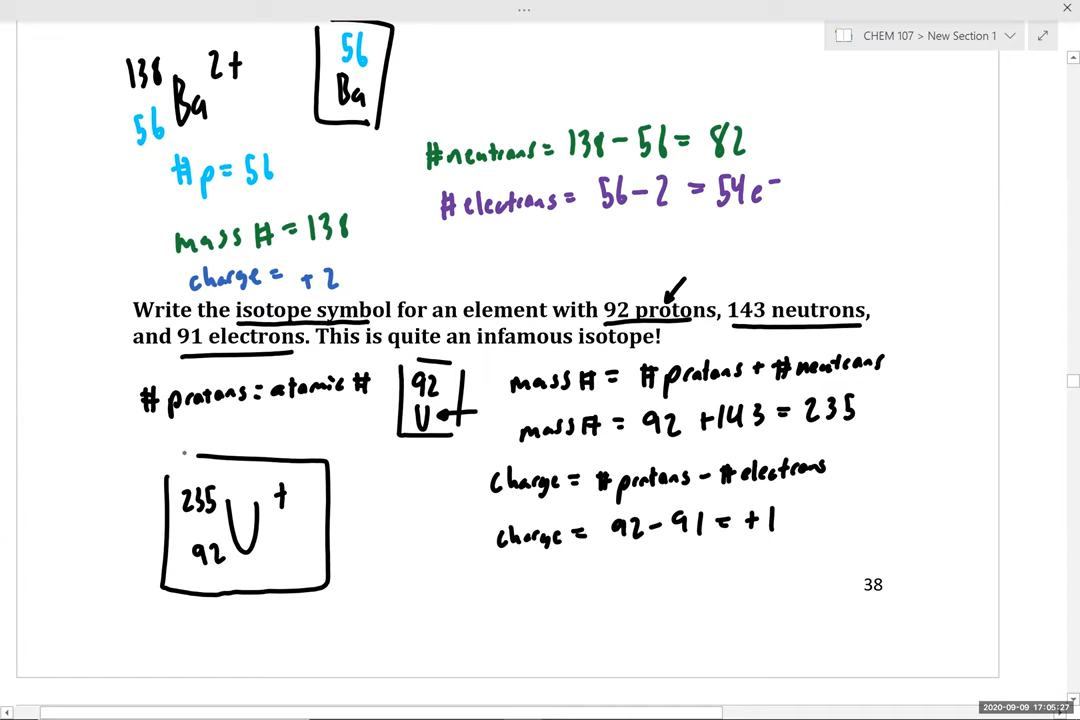 CHEM 107 > New Section 1
138 Ba 2+
56
56
Ba
#p = 56
#neutrons = 138 - 56 = 82
#electrons = 56 - 2 = 54 e-
mass # = 138
charge = +2
Write the isotope symbol for an element with 92 protons, 143 neutrons,
and 91 electrons. This is quite an infamous isotope!
# protons = atomic #
92
U
mass # = # protons + # neutrons
mass # = 92 + 143 = 235
charge = # protons - # electrons
charge = 92 - 91 = +1
235 U +
92
38
2020-09-09 17:05:27